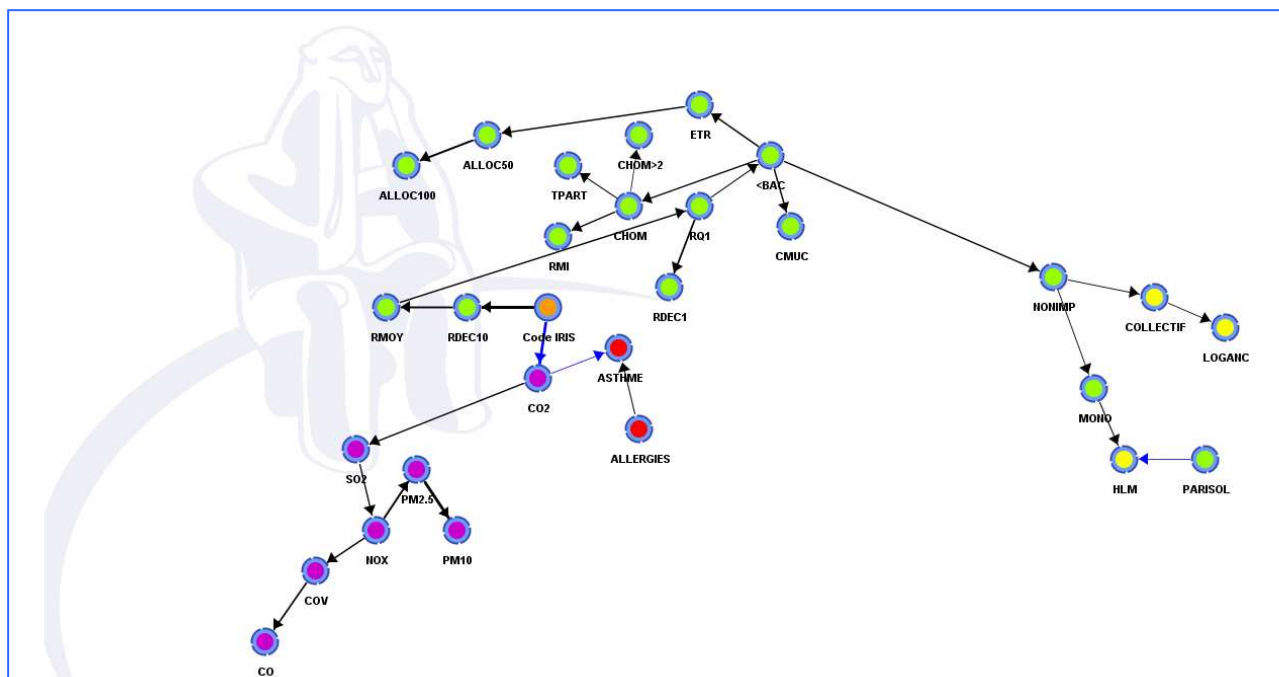 ETR
ALLOC50
CHOM>2
ALLOC100
TPART
<BAC
CHOM
RQ1
RMI
CMUC
NONIMP
RDEC1
COLLECTIF
RMOY
RDEC10
Code IRIS
LOGANC
ASTHME
CO2
MONO
ALLERGIES
SO2
PM2.5
HLM
PARISOL
NOX
PM10
COV
CO